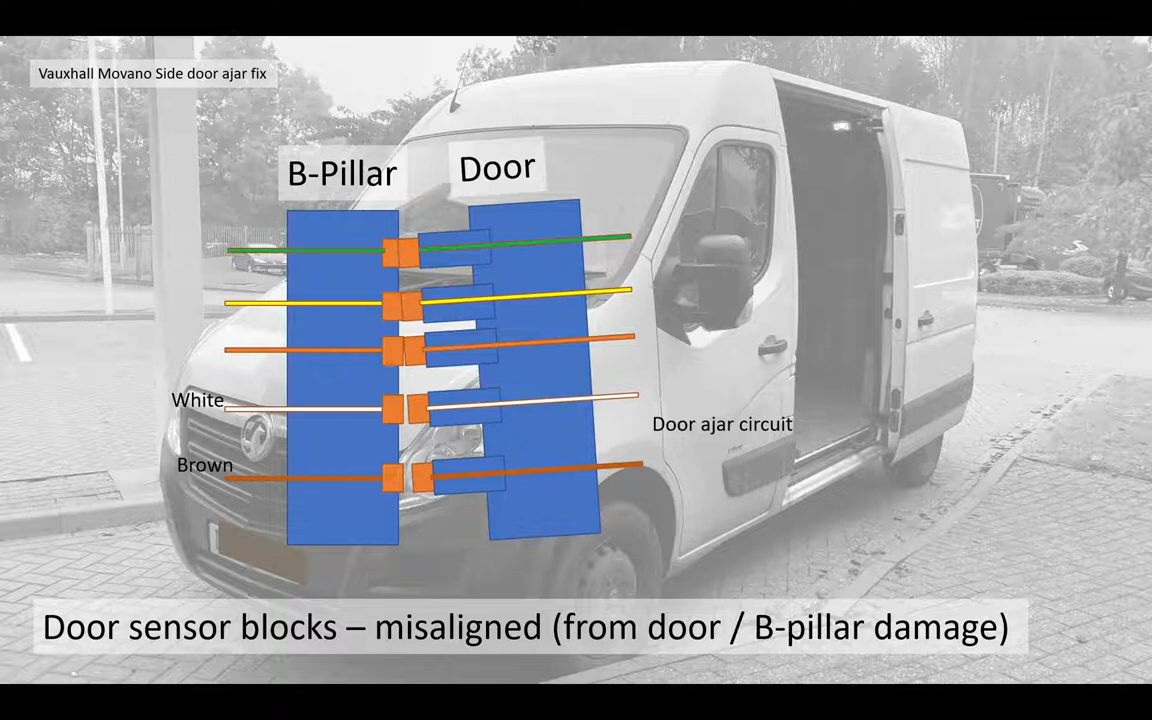 Vauxhall Movano Side door ajar fix
B-Pillar
Door
White
Door ajar circuit
Brown
Door sensor blocks – misaligned (from door / B-pillar damage)